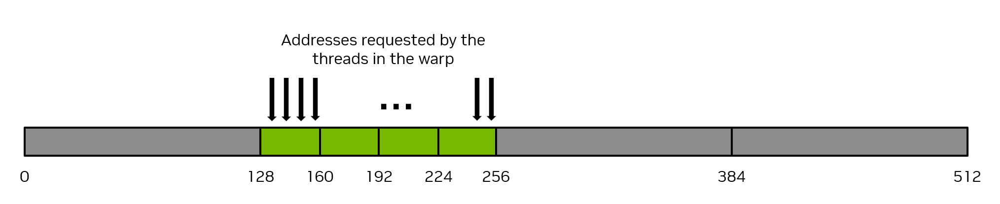 Addresses requested by the
threads in the warp
...
0 128 160 192 224 256 384 512